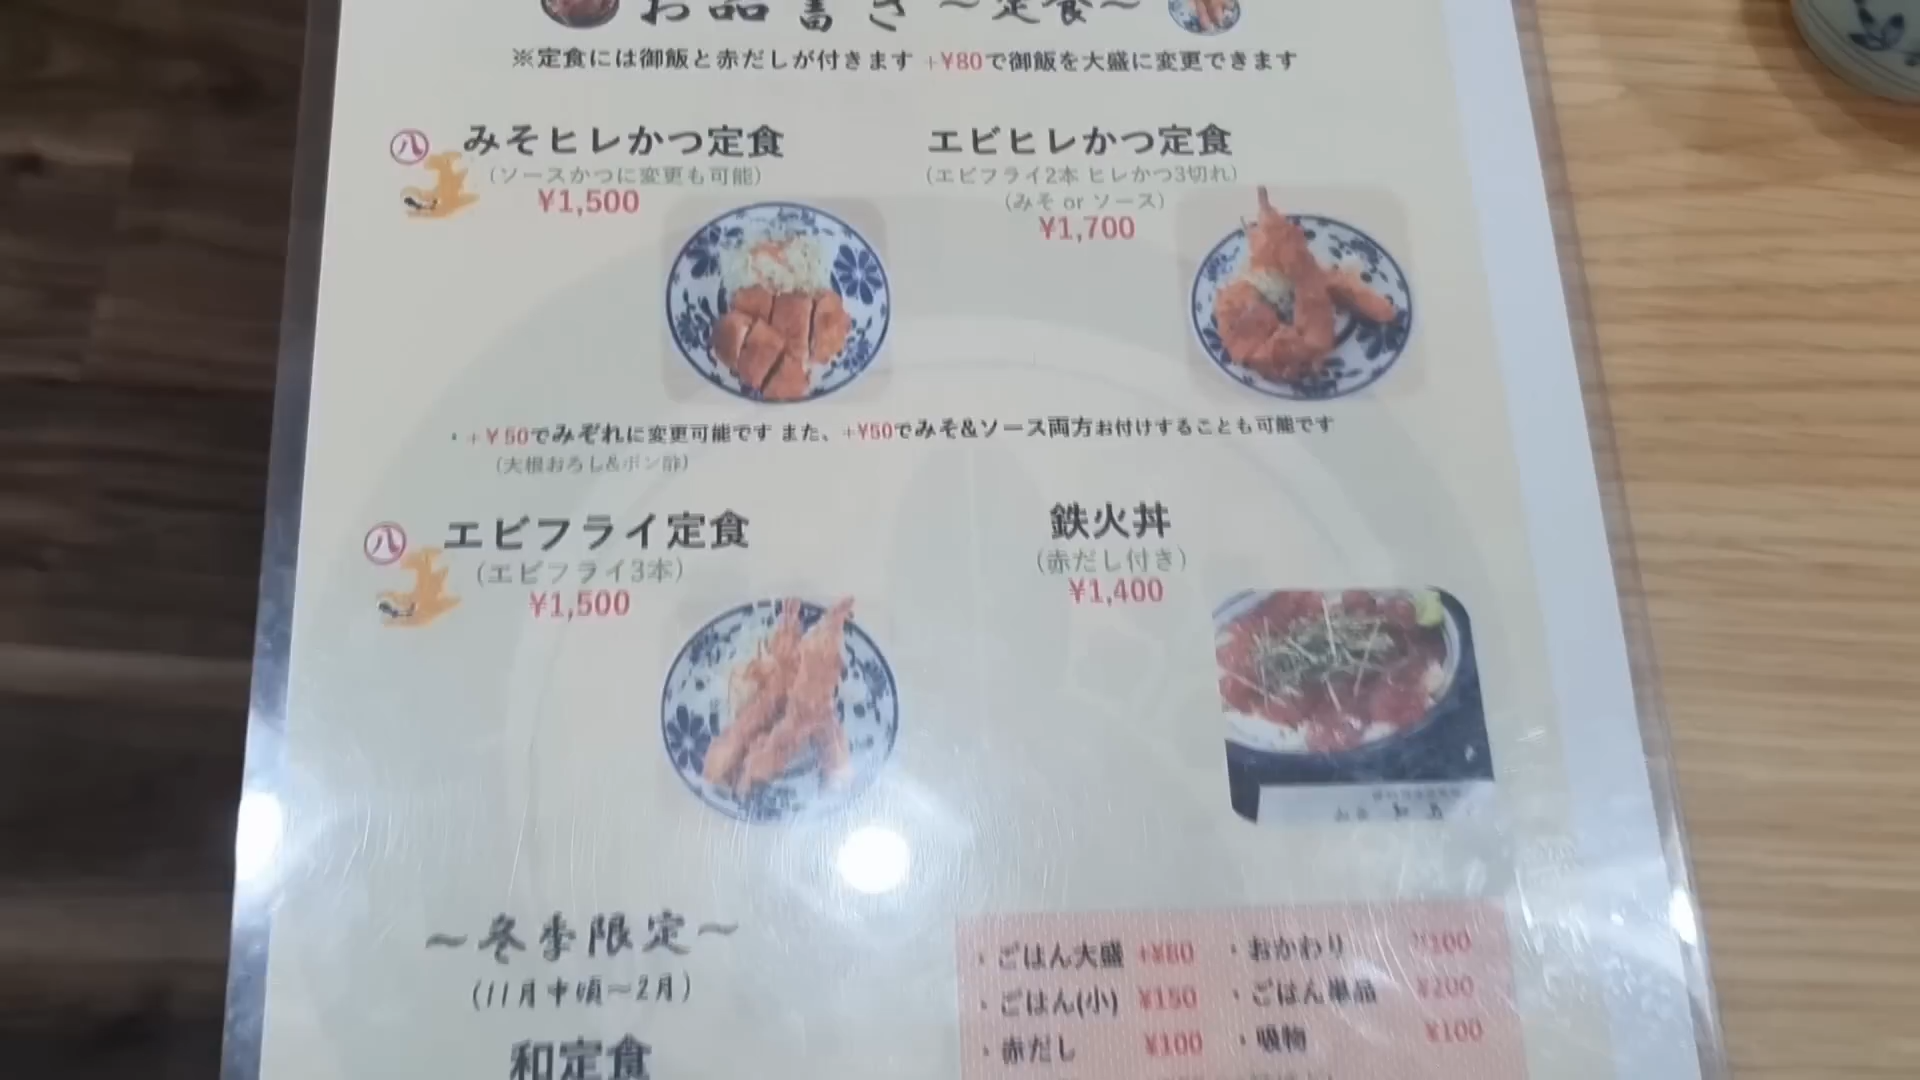 お品書き ～定食～
※定食には御飯と赤だしが付きます +¥80で御飯を大盛に変更できます
八 みそヒレかつ定食
(ソースかつに変更も可能)
¥1,500
エビヒレかつ定食
(エビフライ2本 ヒレかつ3切れ)
(みそ or ソース)
¥1,700
・+¥50でみぞれに変更可能です また、+¥50でみそ&ソース両方お付けすることも可能です
(大根おろし&ポン酢)
八 エビフライ定食
(エビフライ3本)
¥1,500
鉄火丼
(赤だし付き)
¥1,400
～冬季限定～
(11月中頃～2月)
和定食
・ごはん大盛 +¥80 ・おかわり ¥100
・ごはん(小) ¥150 ・ごはん単品 ¥200
・赤だし ¥100 ・吸物 ¥100